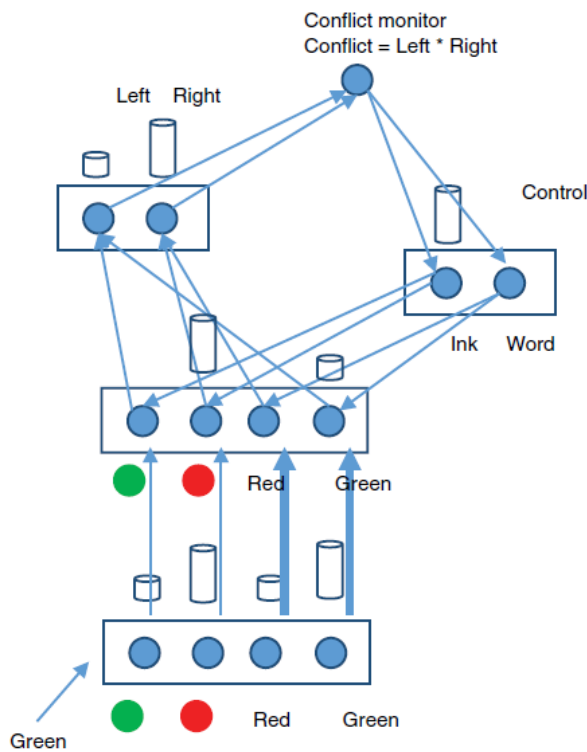 Conflict monitor
Conflict = Left * Right
Left Right
Control
Ink Word
Red Green
Red Green
Green